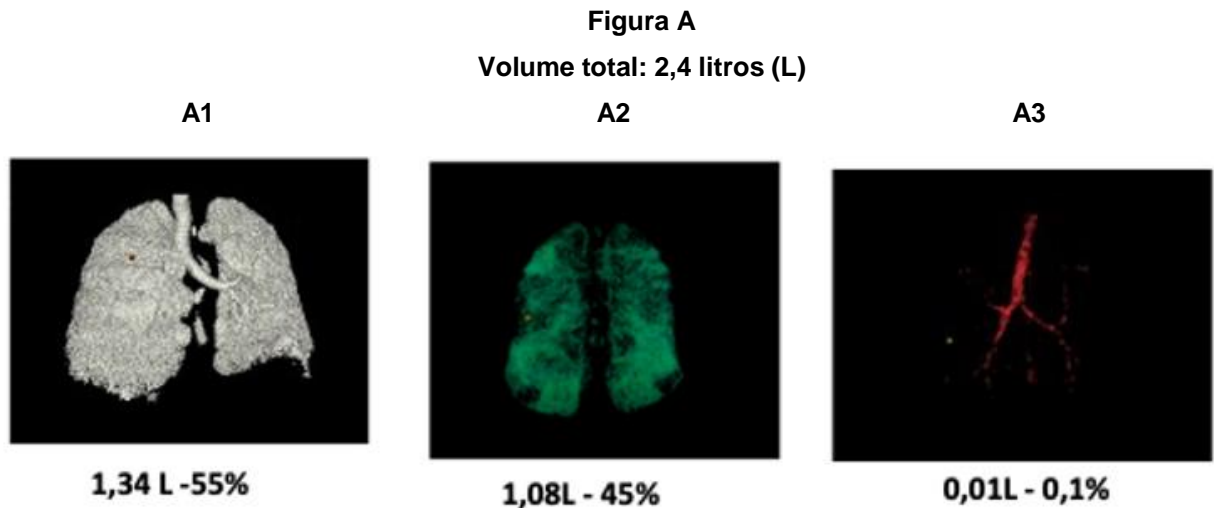 Figura A
Volume total: 2,4 litros (L)
A1 A2 A3
1,34 L -55% 1,08L - 45% 0,01L - 0,1%